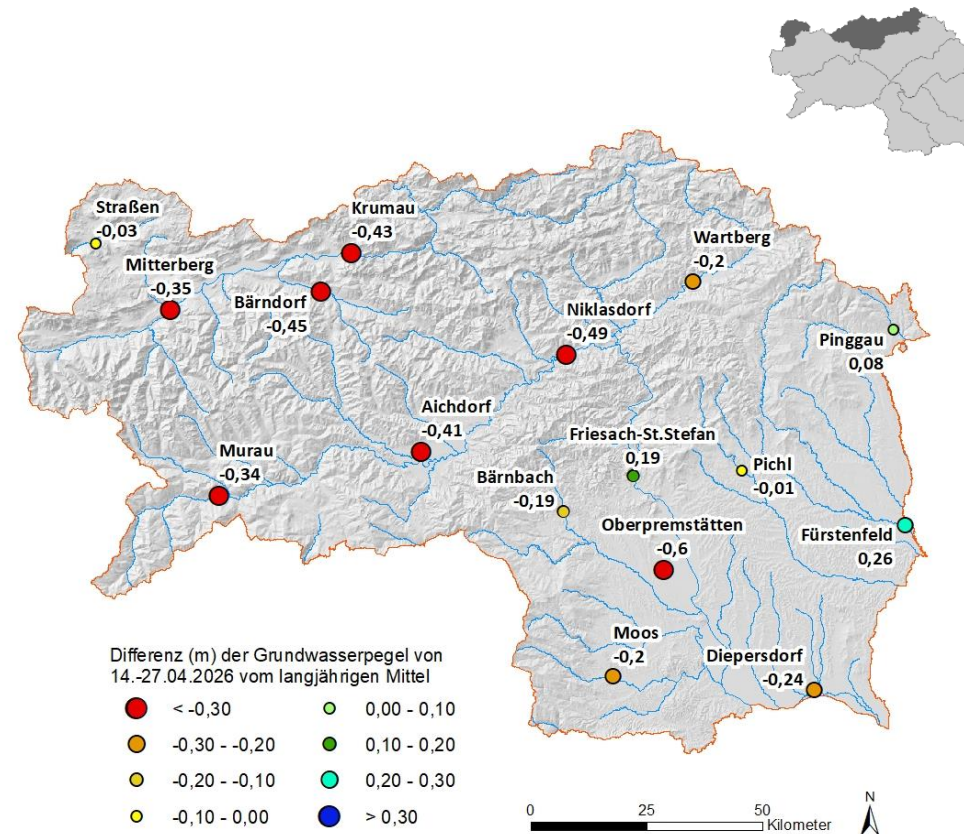 Straßen
-0,03
Krumau
-0,43
Wartberg
-0,2
Mitterberg
-0,35
Bärndorf
-0,45
Niklasdorf
-0,49
Pinggau
0,08
Aichdorf
-0,41
Friesach-St.Stefan
0,19
Murau
-0,34
Bärnbach
-0,19
Pichl
-0,01
Oberpremstätten
-0,6
Fürstenfeld
0,26
Moos
-0,2
Diepersdorf
-0,24
Differenz (m) der Grundwasserpegel von
14.-27.04.2026 vom langjährigen Mittel
< -0,30
-0,30 - -0,20
-0,20 - -0,10
-0,10 - 0,00
0,00 - 0,10
0,10 - 0,20
0,20 - 0,30
> 0,30
0 25 50
Kilometer
N